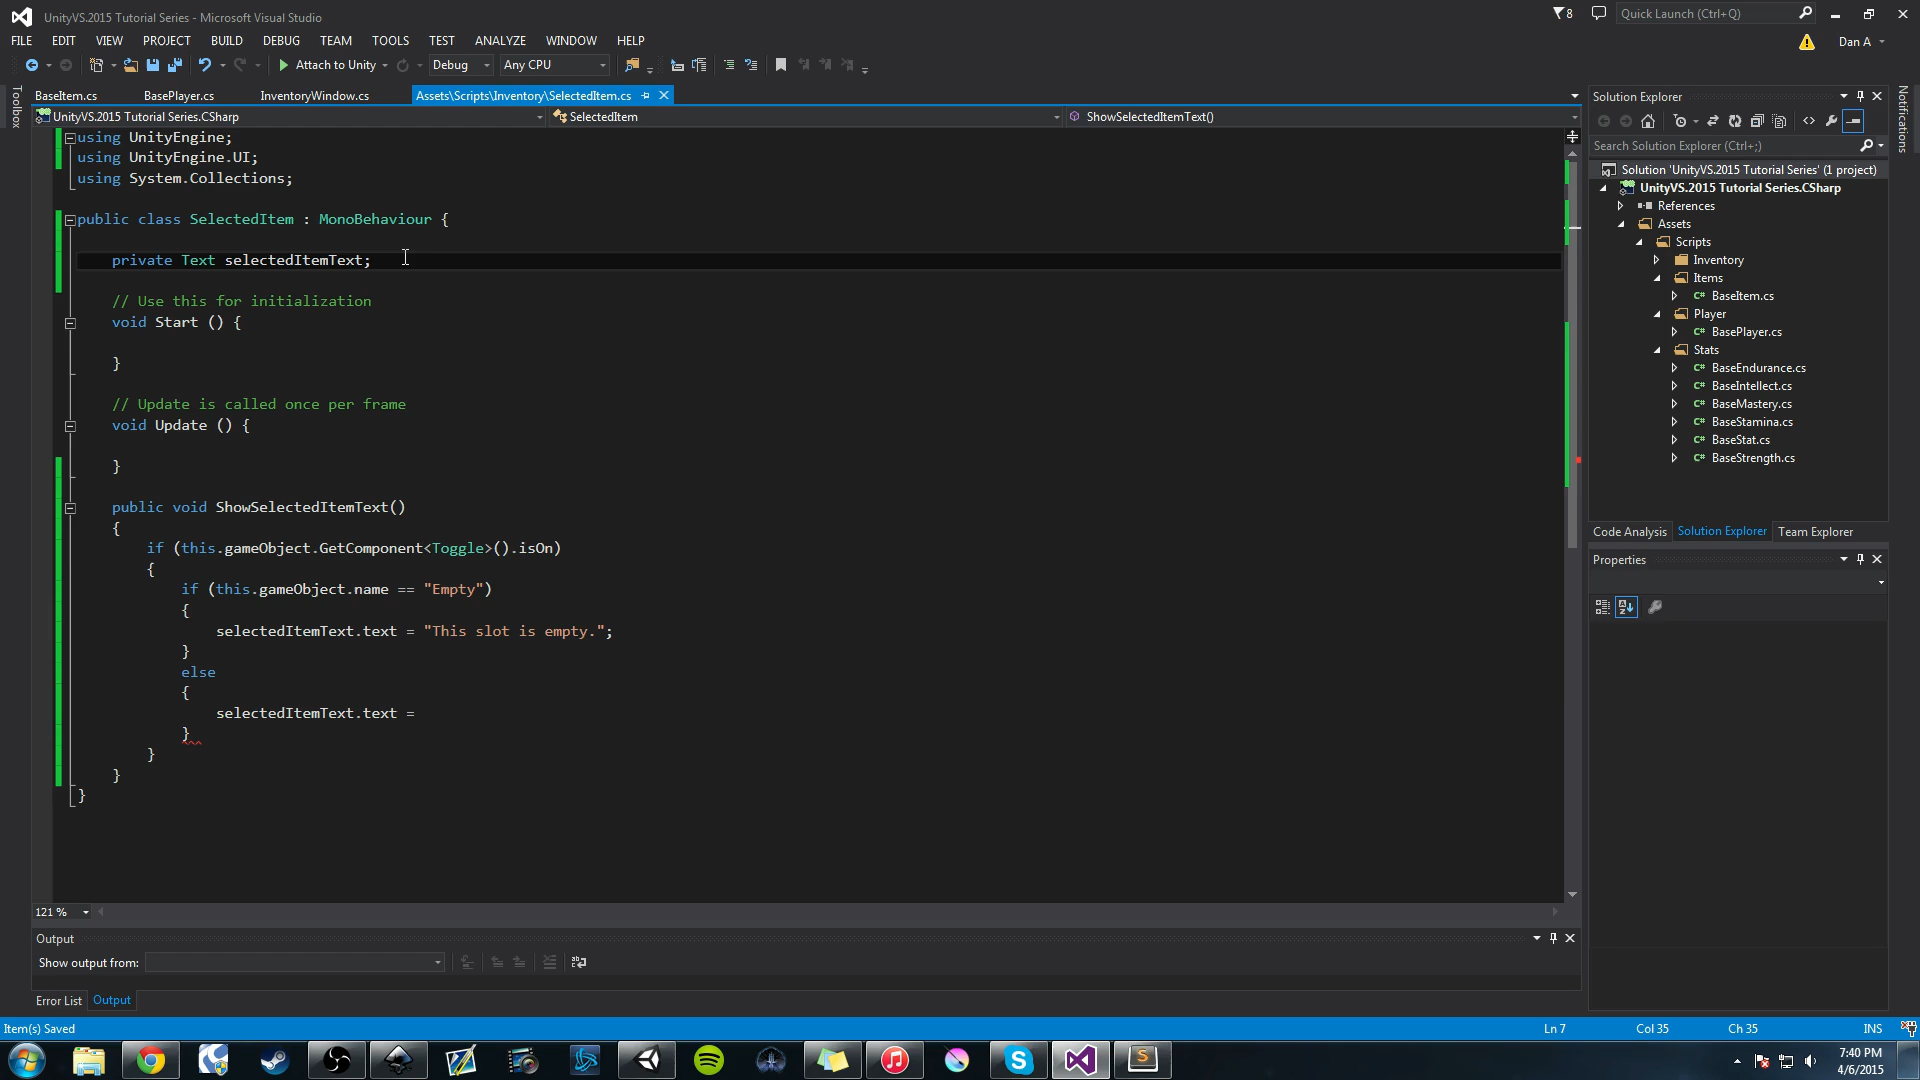 UnityVS.2015 Tutorial Series - Microsoft Visual Studio
8
Quick Launch (Ctrl+Q)
FILE EDIT VIEW PROJECT BUILD DEBUG TEAM TOOLS TEST ANALYZE WINDOW HELP
Dan A
Attach to Unity
Debug
Any CPU
Toolbox
BaseItem.cs
BasePlayer.cs
InventoryWindow.cs
Assets\Scripts\Inventory\SelectedItem.cs
UnityVS.2015 Tutorial Series.CSharp
SelectedItem
ShowSelectedItemText()
using UnityEngine;
using UnityEngine.UI;
using System.Collections;
public class SelectedItem : MonoBehaviour {
private Text selectedItemText;
// Use this for initialization
void Start () {
}
// Update is called once per frame
void Update () {
}
public void ShowSelectedItemText()
{
if (this.gameObject.GetComponent<Toggle>().isOn)
{
if (this.gameObject.name == "Empty")
{
selectedItemText.text = "This slot is empty.";
}
else
{
selectedItemText.text =
}
}
}
}
121 %
Output
Show output from:
Error List
Output
Solution Explorer
Search Solution Explorer (Ctrl+;)
Solution 'UnityVS.2015 Tutorial Series' (1 project)
UnityVS.2015 Tutorial Series.CSharp
References
Assets
Scripts
Inventory
Items
C# BaseItem.cs
Player
C# BasePlayer.cs
Stats
C# BaseEndurance.cs
C# BaseIntellect.cs
C# BaseMastery.cs
C# BaseStamina.cs
C# BaseStat.cs
C# BaseStrength.cs
Code Analysis
Solution Explorer
Team Explorer
Properties
Notifications
Item(s) Saved
Ln 7
Col 35
Ch 35
INS
7:40 PM
4/6/2015